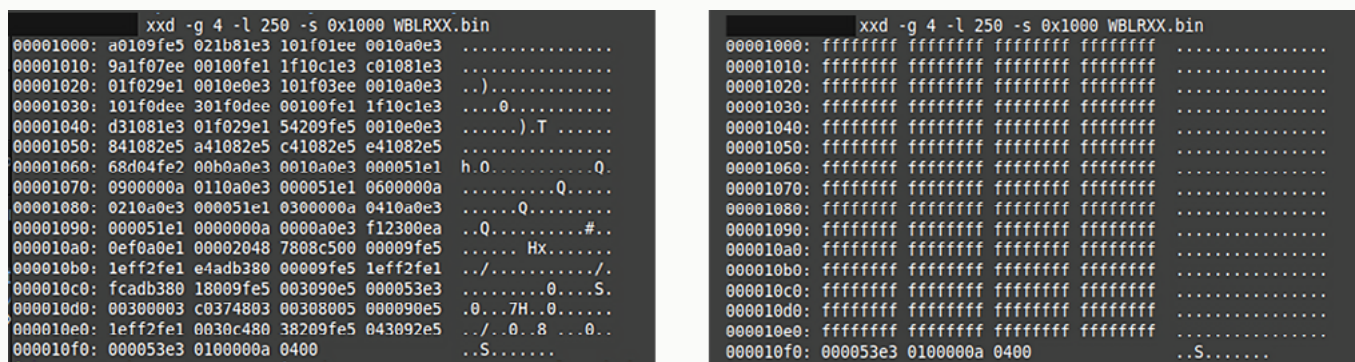 xxd -g 4 -l 250 -s 0x1000 WBLRXX.bin
00001000: a0109fe5 021b81e3 101f01ee 0010a0e3  ................
00001010: 9a1f07ee 00100fe1 1f10c1e3 c01081e3  ................
00001020: 01f029e1 0010e0e3 101f03ee 0010a0e3  ..).............
00001030: 101f0dee 301f0dee 00100fe1 1f10c1e3  ....0...........
00001040: d31081e3 01f029e1 54209fe5 0010e0e3  ......).T ......
00001050: 841082e5 a41082e5 c41082e5 e41082e5  ................
00001060: 68d04fe2 00b0a0e3 0010a0e3 000051e1  h.O...........Q.
00001070: 0900000a 0110a0e3 000051e1 0600000a  ..........Q.....
00001080: 0210a0e3 000051e1 0300000a 0410a0e3  ......Q.........
00001090: 000051e1 0000000a 0000a0e3 f12300ea  ..Q..........#..
000010a0: 0ef0a0e1 00002048 7808c500 00009fe5  ...... Hx.......
000010b0: 1eff2fe1 e4adb380 00009fe5 1eff2fe1  ../.........../.
000010c0: fcadb380 18009fe5 003090e5 000053e3  .........0....S.
000010d0: 00300003 c0374803 00308005 000090e5  .0...7H..0......
000010e0: 1eff2fe1 0030c480 38209fe5 043092e5  ../..0..8 ...0..
000010f0: 000053e3 0100000a 0400  ..S.......
xxd -g 4 -l 250 -s 0x1000 WBLRXX.bin
00001000: ffffffff ffffffff ffffffff ffffffff  ................
00001010: ffffffff ffffffff ffffffff ffffffff  ................
00001020: ffffffff ffffffff ffffffff ffffffff  ................
00001030: ffffffff ffffffff ffffffff ffffffff  ................
00001040: ffffffff ffffffff ffffffff ffffffff  ................
00001050: ffffffff ffffffff ffffffff ffffffff  ................
00001060: ffffffff ffffffff ffffffff ffffffff  ................
00001070: ffffffff ffffffff ffffffff ffffffff  ................
00001080: ffffffff ffffffff ffffffff ffffffff  ................
00001090: ffffffff ffffffff ffffffff ffffffff  ................
000010a0: ffffffff ffffffff ffffffff ffffffff  ................
000010b0: ffffffff ffffffff ffffffff ffffffff  ................
000010c0: ffffffff ffffffff ffffffff ffffffff  ................
000010d0: ffffffff ffffffff ffffffff ffffffff  ................
000010e0: ffffffff ffffffff ffffffff ffffffff  ................
000010f0: 000053e3 0100000a 0400  ..S.......